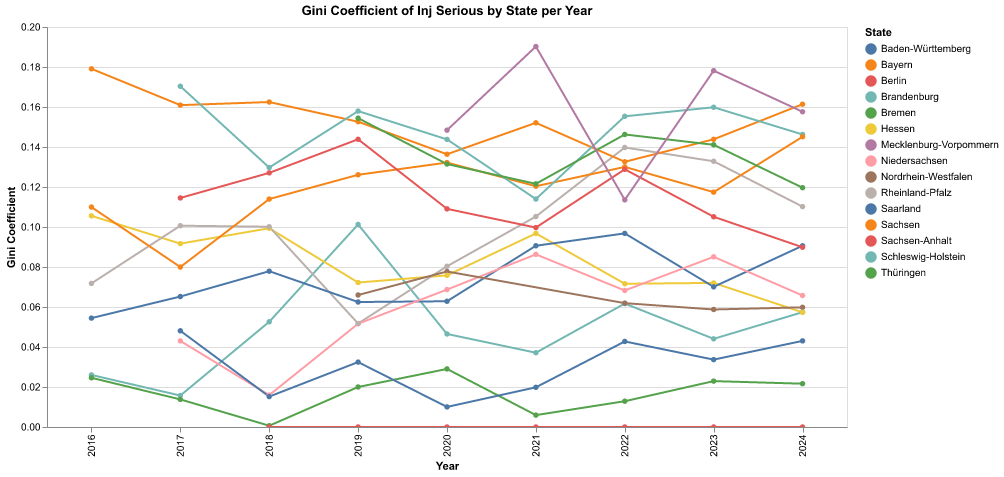 Gini Coefficient of Inj Serious by State per Year
Gini Coefficient
0.20
0.18
0.16
0.14
0.12
0.10
0.08
0.06
0.04
0.02
0.00
2016
2017
2018
2019
2020
2021
2022
2023
2024
Year
State
Baden-Württemberg
Bayern
Berlin
Brandenburg
Bremen
Hessen
Mecklenburg-Vorpommern
Niedersachsen
Nordrhein-Westfalen
Rheinland-Pfalz
Saarland
Sachsen
Sachsen-Anhalt
Schleswig-Holstein
Thüringen